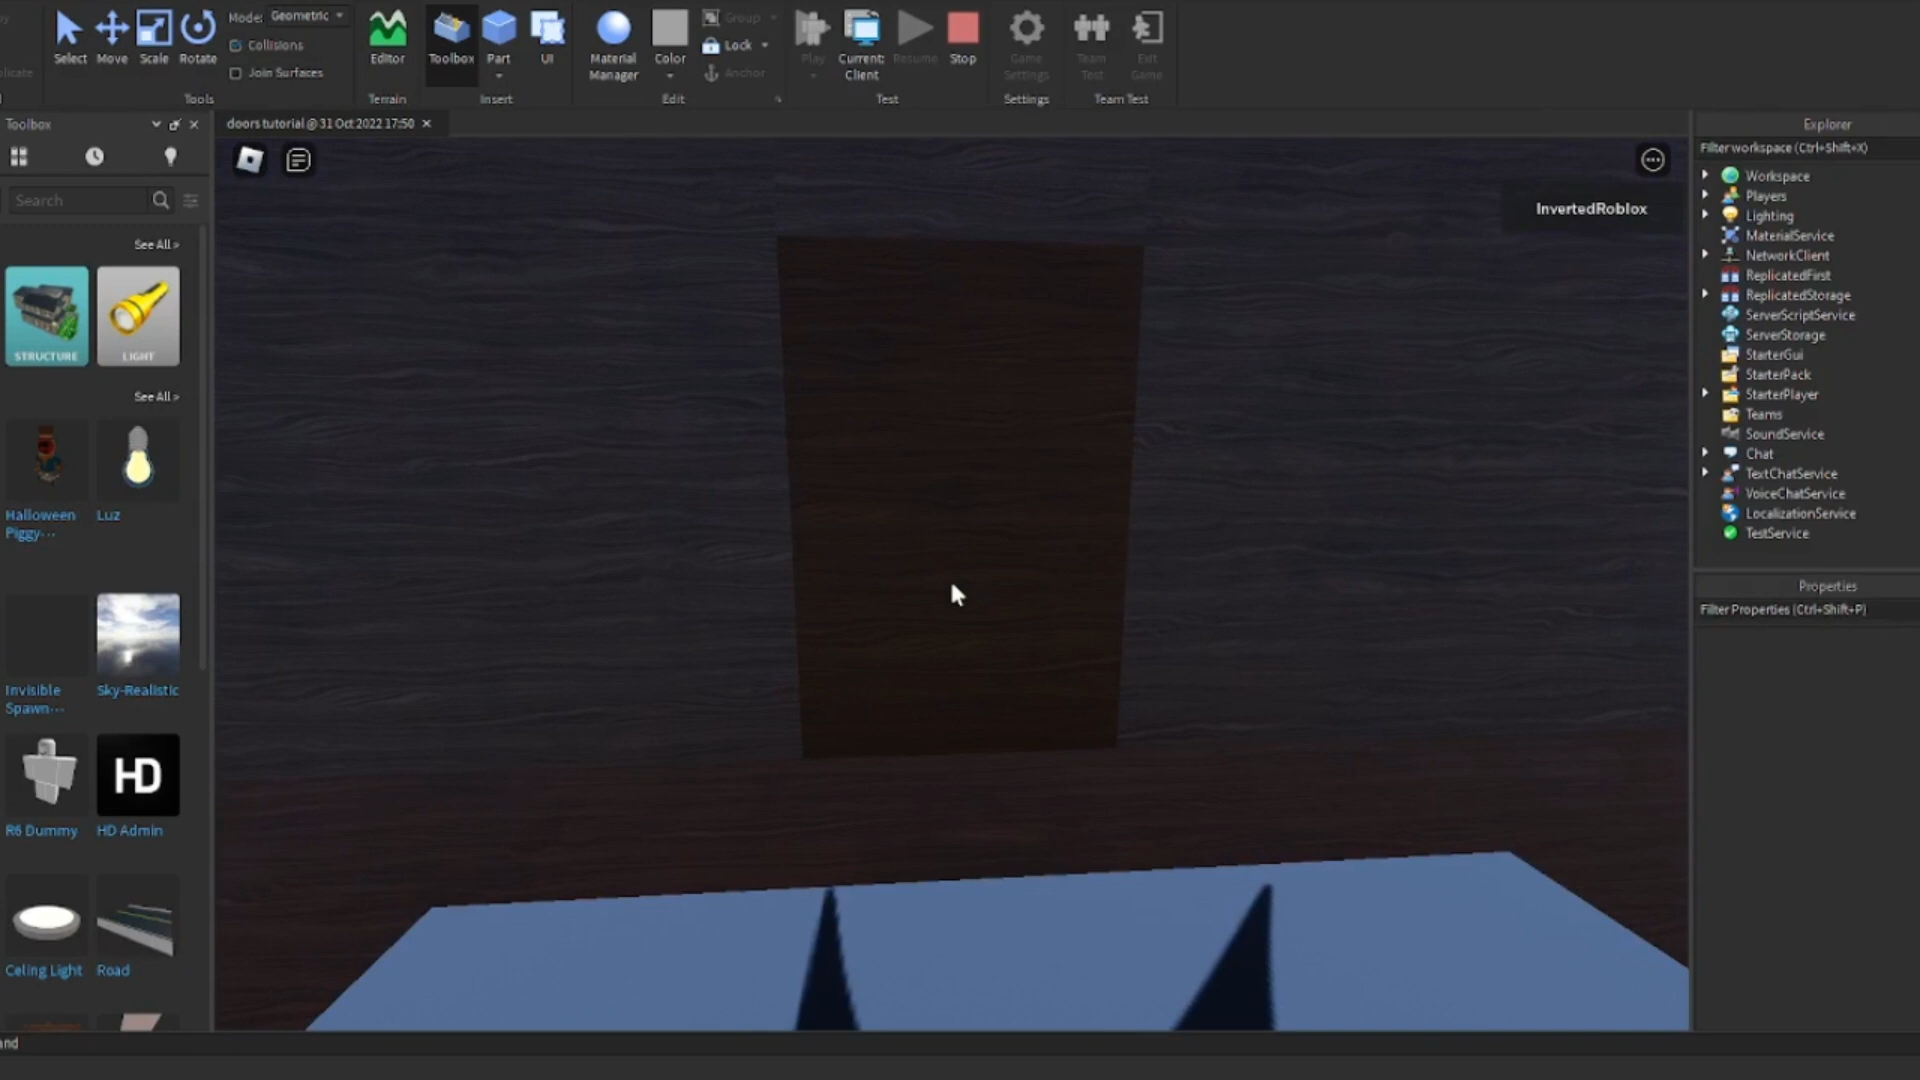 Mode: Geometric
Collisions
Join Surfaces
Select Move Scale Rotate
Tools
Editor
Terrain
Toolbox Part UI
Insert
Material
Manager
Color
Group
Lock
Anchor
Edit
Play
Current:
Client
Resume
Stop
Test
Game
Settings
Settings
Team
Test
Exit
Game
Team Test
Toolbox
Search
See All >
STRUCTURE
LIGHT
See All >
Halloween
Piggy...
Luz
Invisible
Spawn...
Sky-Realistic
R6 Dummy
HD
HD Admin
Celing Light
Road
doors tutorial @ 31 Oct 2022 17:50
InvertedRoblox
Explorer
Filter workspace (Ctrl+Shift+X)
Workspace
Players
Lighting
MaterialService
NetworkClient
ReplicatedFirst
ReplicatedStorage
ServerScriptService
ServerStorage
StarterGui
StarterPack
StarterPlayer
Teams
SoundService
Chat
TextChatService
VoiceChatService
LocalizationService
TestService
Properties
Filter Properties (Ctrl+Shift+P)